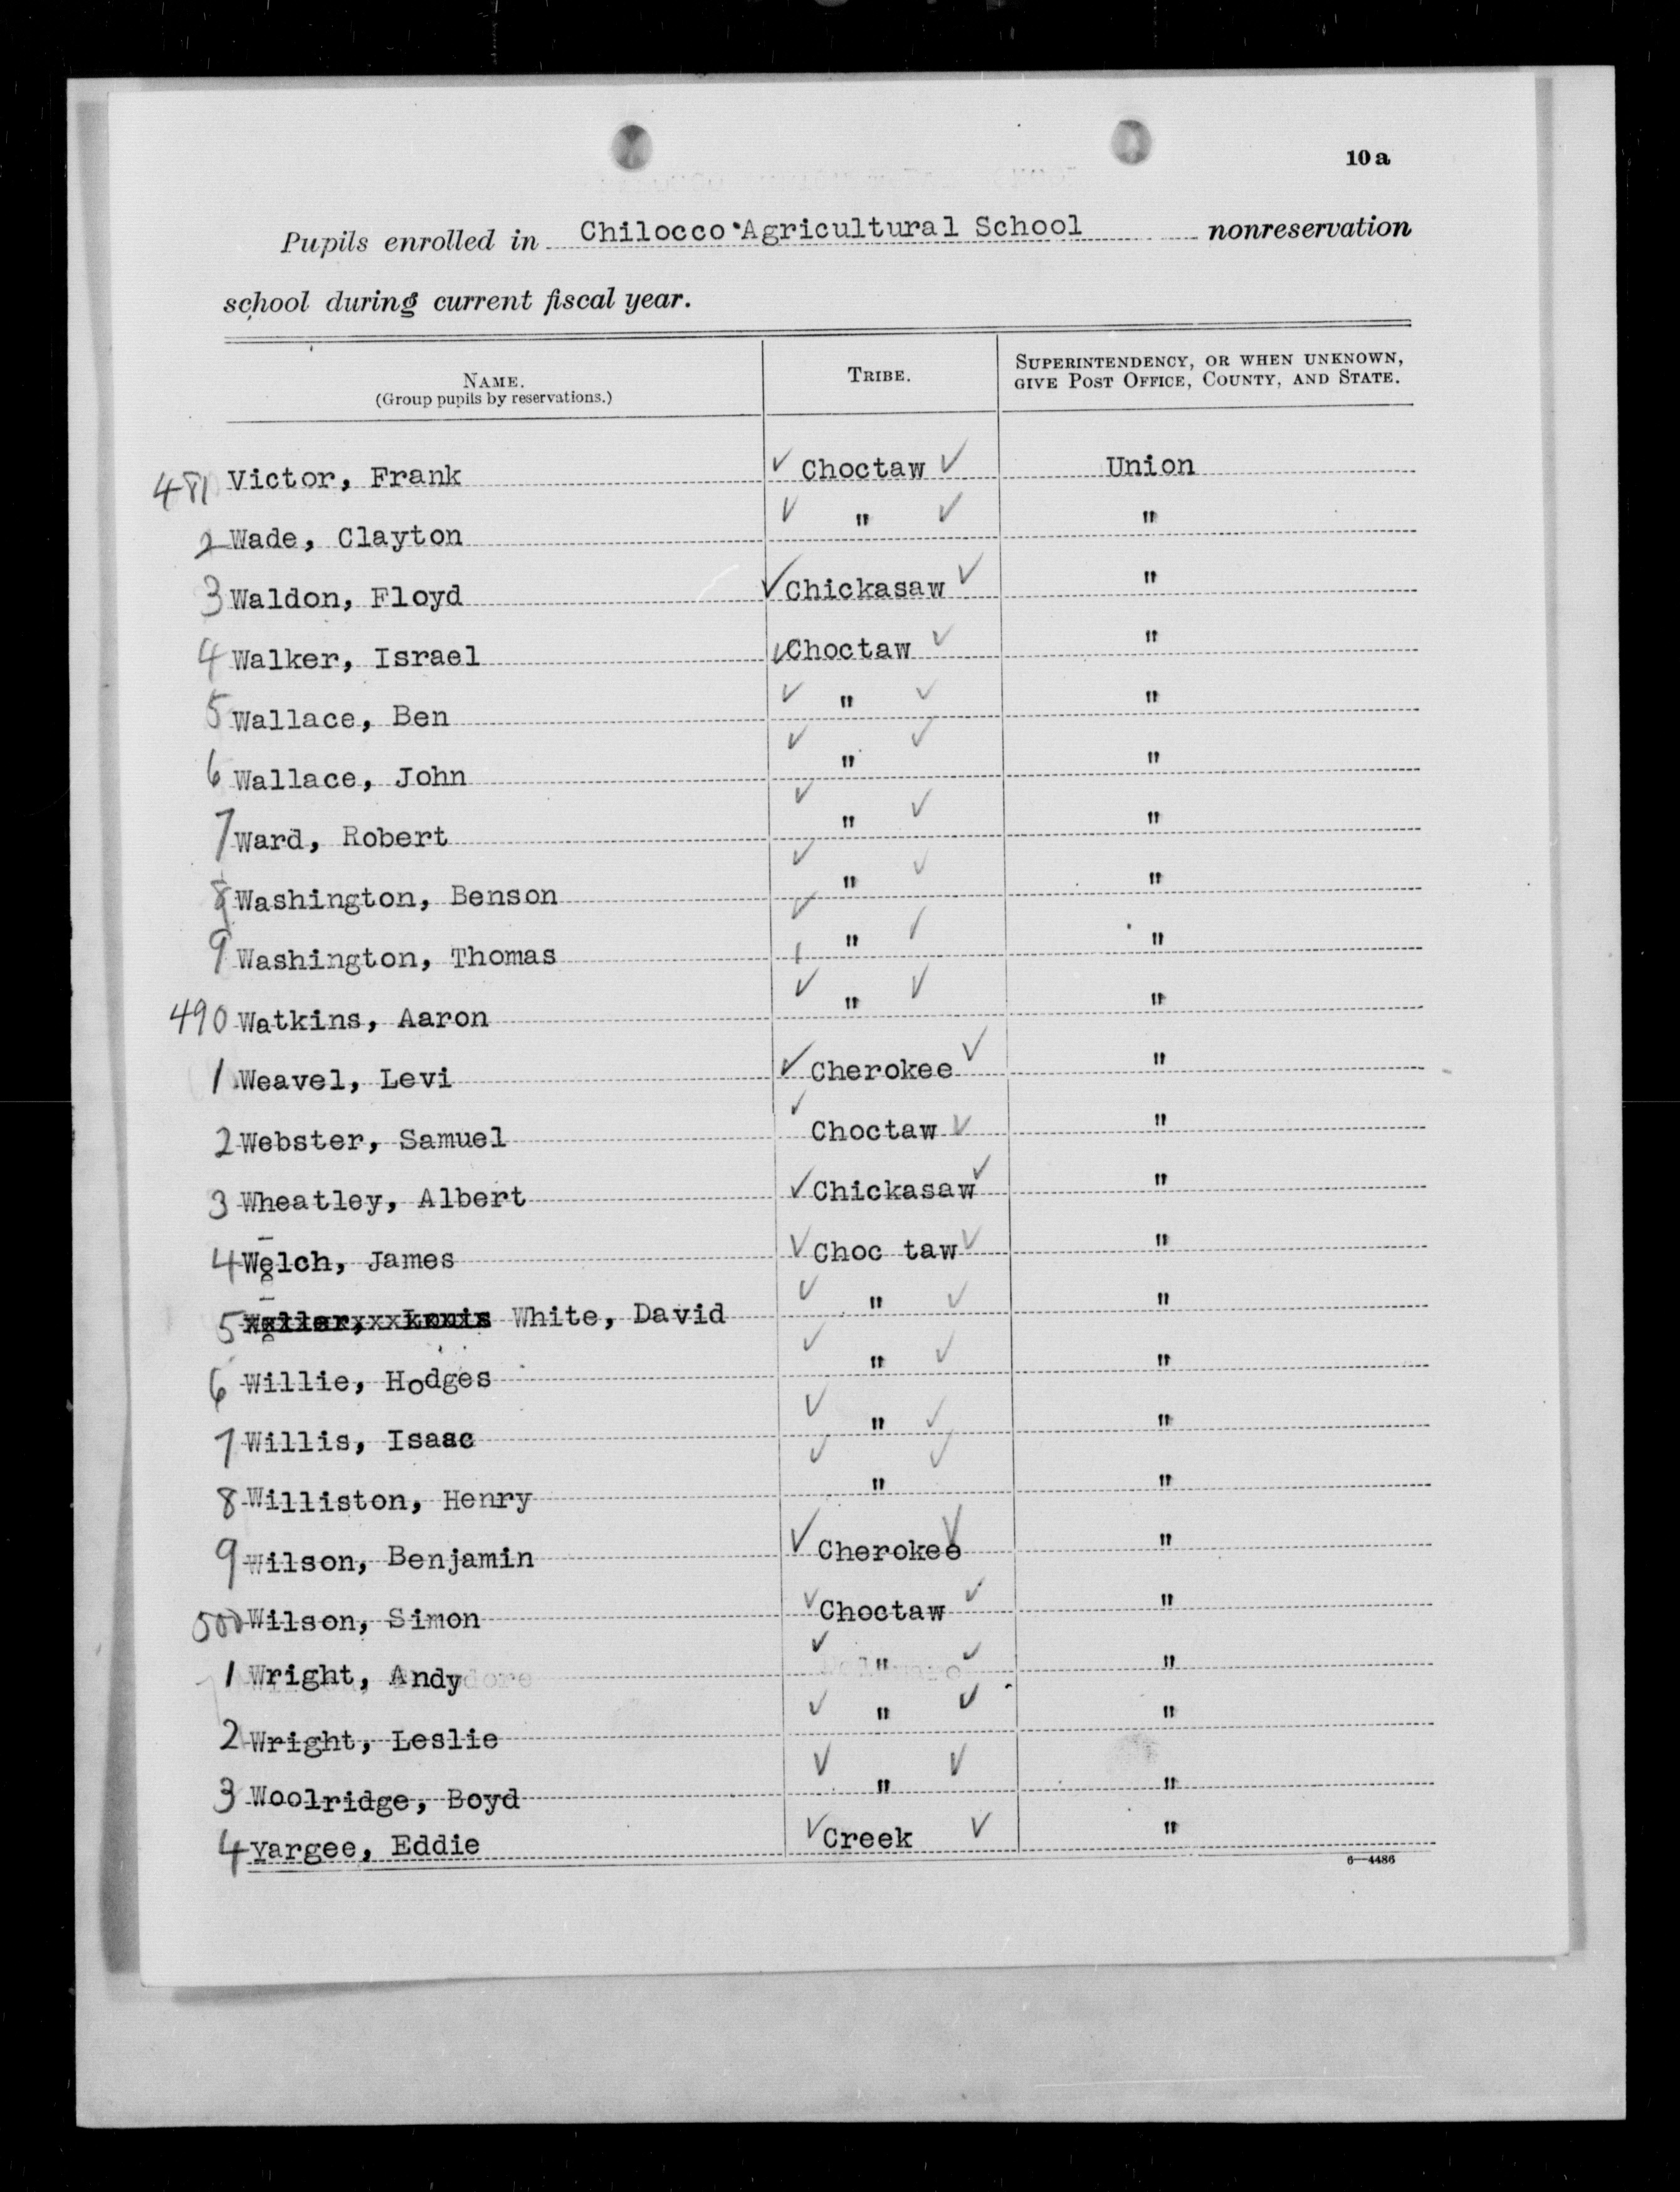 10a
Pupils enrolled in Chilocco Agricultural School nonreservation
school during current fiscal year.
NAME. (Group pupils by reservations.) TRIBE. SUPERINTENDENCY, OR WHEN UNKNOWN, GIVE POST OFFICE, COUNTY, AND STATE.
481 Victor, Frank ✓ Choctaw ✓ Union
2 Wade, Clayton ✓ " ✓ "
3 Waldon, Floyd ✓ Chickasaw ✓ "
4 Walker, Israel ✓ Choctaw ✓ "
5 Wallace, Ben ✓ " ✓ "
6 Wallace, John ✓ " ✓ "
7 Ward, Robert ✓ " ✓ "
8 Washington, Benson ✓ " ✓ "
9 Washington, Thomas ✓ " ✓ "
490 Watkins, Aaron ✓ " ✓ "
1 Weavel, Levi ✓ Cherokee ✓ "
2 Webster, Samuel ✓ Choctaw ✓ "
3 Wheatley, Albert ✓ Chickasaw ✓ "
4 Welch, James ✓ Choc taw ✓ "
5 White, David ✓ " ✓ "
6 Willie, Hodges ✓ " ✓ "
7 Willis, Isaac ✓ " ✓ "
8 Williston, Henry ✓ " ✓ "
9 Wilson, Benjamin ✓ Cherokee ✓ "
500 Wilson, Simon ✓ Choctaw ✓ "
1 Wright, Andy ✓ " ✓ "
2 Wright, Leslie ✓ " ✓ "
3 Woolridge, Boyd ✓ " ✓ "
4 Yargee, Eddie ✓ Creek ✓ "
6—4486